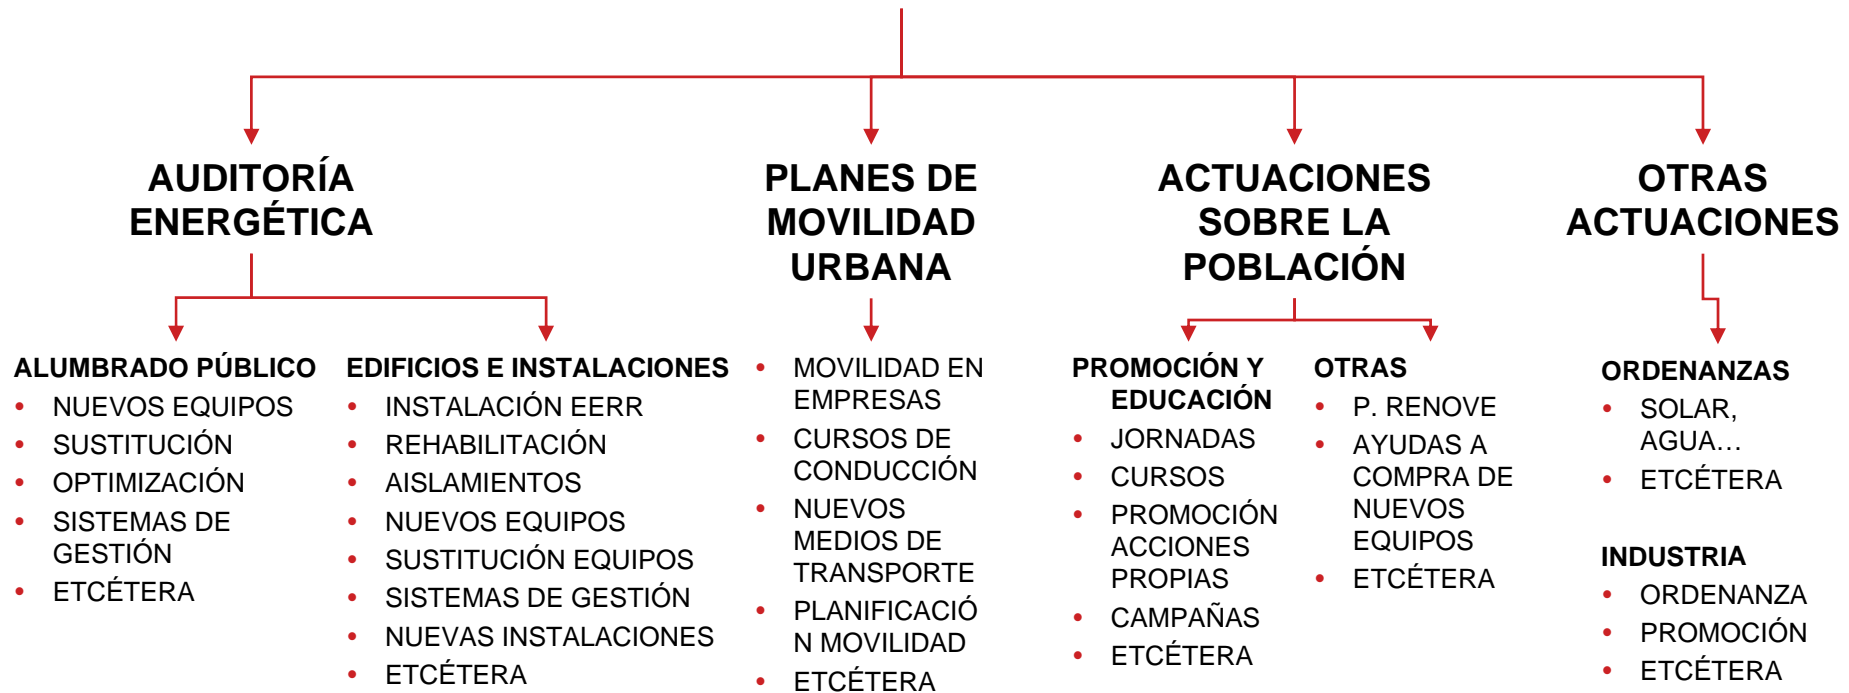 AUDITORÍA
ENERGÉTICA
PLANES DE
MOVILIDAD
URBANA
ACTUACIONES
SOBRE LA
POBLACIÓN
OTRAS
ACTUACIONES
ALUMBRADO PÚBLICO
• NUEVOS EQUIPOS
• SUSTITUCIÓN
• OPTIMIZACIÓN
• SISTEMAS DE
GESTIÓN
• ETCÉTERA
EDIFICIOS E INSTALACIONES
• INSTALACIÓN EERR
• REHABILITACIÓN
• AISLAMIENTOS
• NUEVOS EQUIPOS
• SUSTITUCIÓN EQUIPOS
• SISTEMAS DE GESTIÓN
• NUEVAS INSTALACIONES
• ETCÉTERA
• MOVILIDAD EN
EMPRESAS
• CURSOS DE
CONDUCCIÓN
• NUEVOS
MEDIOS DE
TRANSPORTE
• PLANIFICACIÓ
N MOVILIDAD
• ETCÉTERA
PROMOCIÓN Y
EDUCACIÓN
• JORNADAS
• CURSOS
• PROMOCIÓN
ACCIONES
PROPIAS
• CAMPAÑAS
• ETCÉTERA
OTRAS
• P. RENOVE
• AYUDAS A
COMPRA DE
NUEVOS
EQUIPOS
• ETCÉTERA
ORDENANZAS
• SOLAR,
AGUA…
• ETCÉTERA
INDUSTRIA
• ORDENANZA
• PROMOCIÓN
• ETCÉTERA